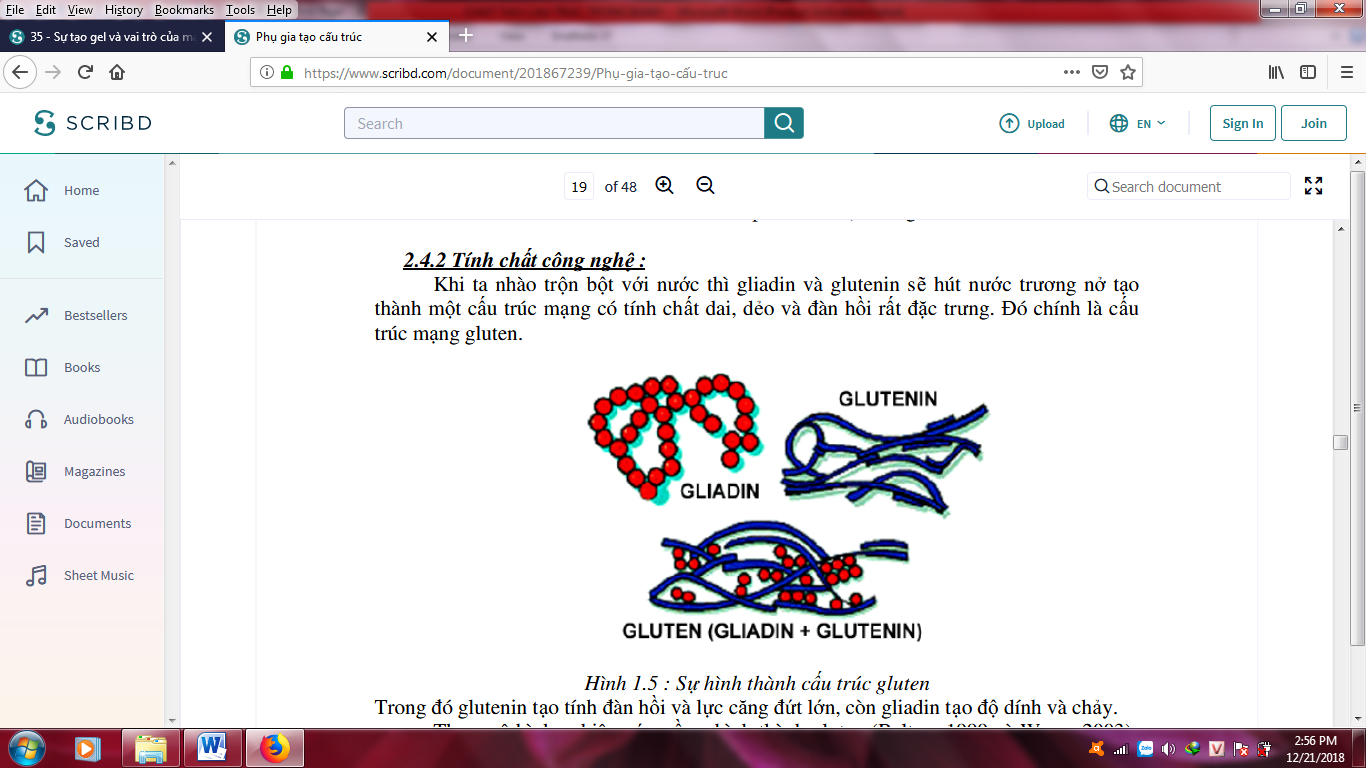 File Edit View History Bookmarks Tools Help
35 - Sự tạo gel và vai trò của m
Phụ gia tạo cấu trúc
https://www.scribd.com/document/201867239/Phụ-gia-tạo-cấu-truc
SCRIBD
Search
Upload
EN
Sign In
Join
Home
Saved
Bestsellers
Books
Audiobooks
Magazines
Documents
Sheet Music
19 of 48
Search document
2.4.2 Tính chất công nghệ :
Khi ta nhào trộn bột với nước thì gliadin và glutenin sẽ hút nước trương nở tạo
thành một cấu trúc mạng có tính chất dai, dẻo và đàn hồi rất đặc trưng. Đó chính là cấu
trúc mạng gluten.
GLUTENIN
GLIADIN
GLUTEN (GLIADIN + GLUTENIN)
Hình 1.5 : Sự hình thành cấu trúc gluten
Trong đó glutenin tạo tính đàn hồi và lực căng đứt lớn, còn gliadin tạo độ dính và chảy.
2:56 PM
12/21/2018